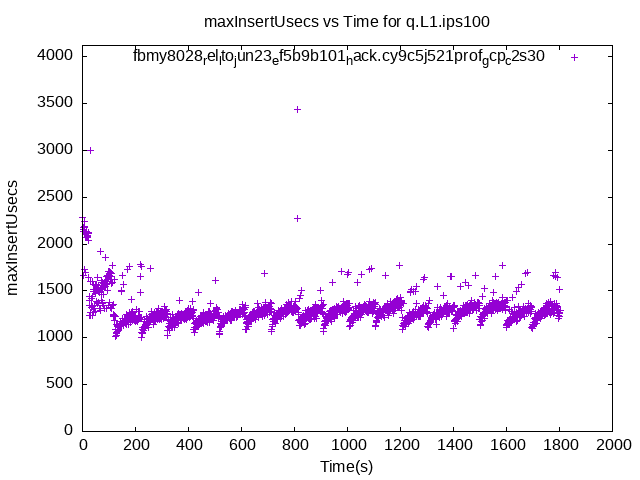 maxInsertUsecs vs Time for q.L1.ips100
fbmy8028relltojun23ef5b9b101hack.cy9c5j521profgcpc2s30
4000
3500
3000
2500
2000
1500
1000
500
0
maxInsertUsecs
0 200 400 600 800 1000 1200 1400 1600 1800 2000
Time(s)